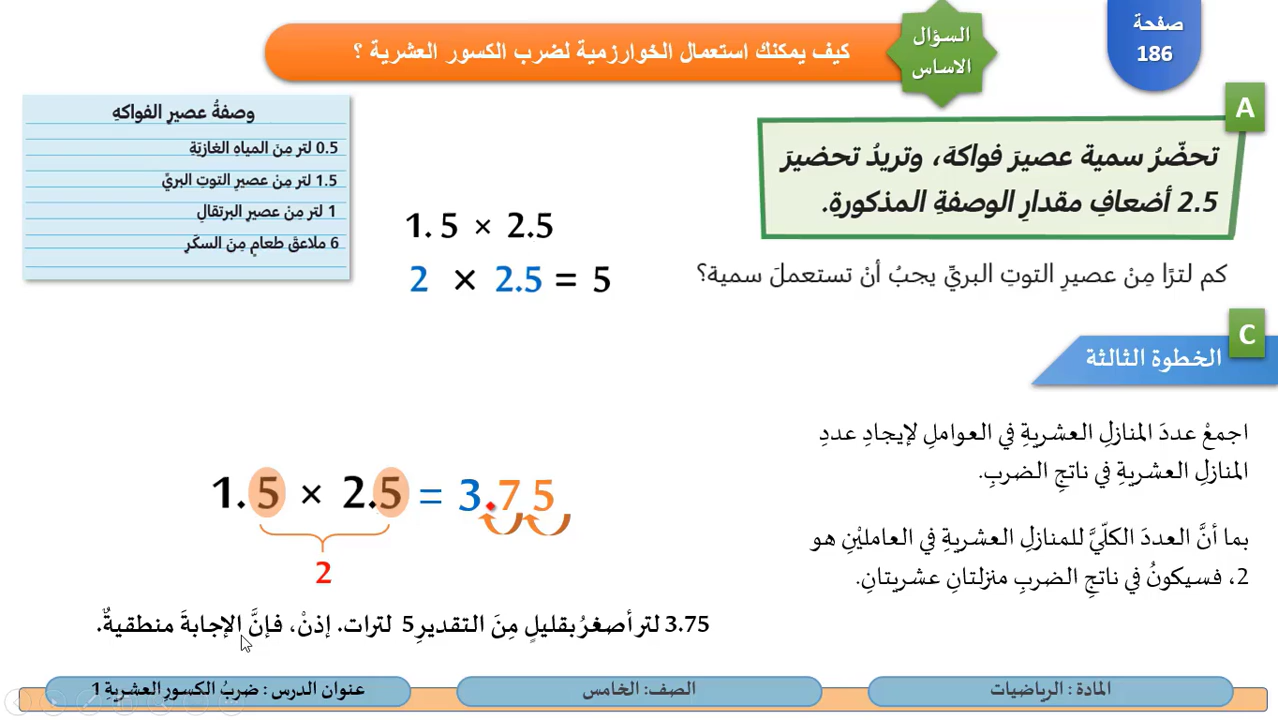 صفحة
186
السؤال
الاساس
كيف يمكنك استعمال الخوارزمية لضرب الكسور العشرية ؟
A
تحضّرُ سمية عصيرَ فواكة، وتريدُ تحضيرَ
2.5 أضعافِ مقدارِ الوصفةِ المذكورةِ.
كم لترًا مِنْ عصيرِ التوتِ البريِّ يجبُ أنْ تستعملَ سمية؟
وصفةُ عصيرِ الفواكهِ
0.5 لتر مِنَ المياهِ الغازيّةِ
1.5 لتر مِنْ عصيرِ التوتِ البريِّ
1 لتر مِنْ عصيرِ البرتقالِ
6 ملاعقَ طعامٍ مِنَ السكّرِ
1. 5 × 2.5
2 × 2.5 = 5
C
الخطوة الثالثة
اجمعْ عددَ المنازلِ العشريةِ في العواملِ لإيجادِ عددِ
المنازلِ العشريةِ في ناتجِ الضربِ.
بما أنَّ العددَ الكلّيَّ للمنازلِ العشريةِ في العامليْنِ هو
2، فسيكونُ في ناتجِ الضربِ منزلتانِ عشريتانِ.
1. 5 × 2.5 = 3.7 5
2
3.75 لتر أصغرُ بقليلٍ مِنَ التقديرِ 5 لترات. إذنْ، فإنَّ الإجابةَ منطقيةٌ.
المادة : الرياضيات
الصف: الخامس
عنوان الدرس : ضربُ الكسور العشريةِ 1